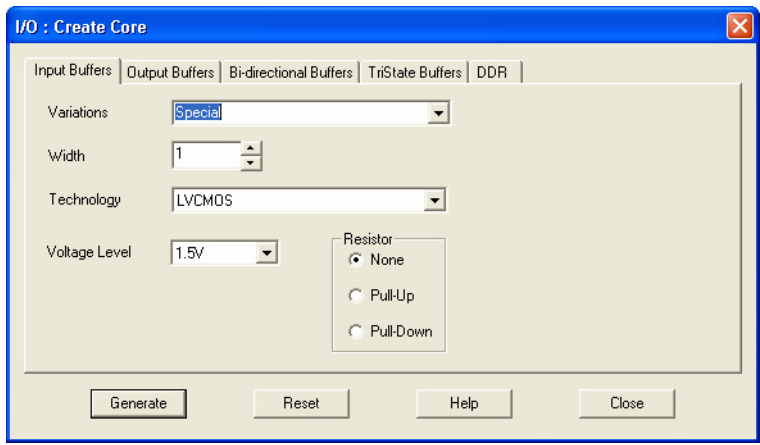 I/O : Create Core
Input Buffers Output Buffers Bi-directional Buffers TriState Buffers DDR
Variations Special
Width 1
Technology LVCMOS
Voltage Level 1.5V
Resistor
None
Pull-Up
Pull-Down
Generate Reset Help Close